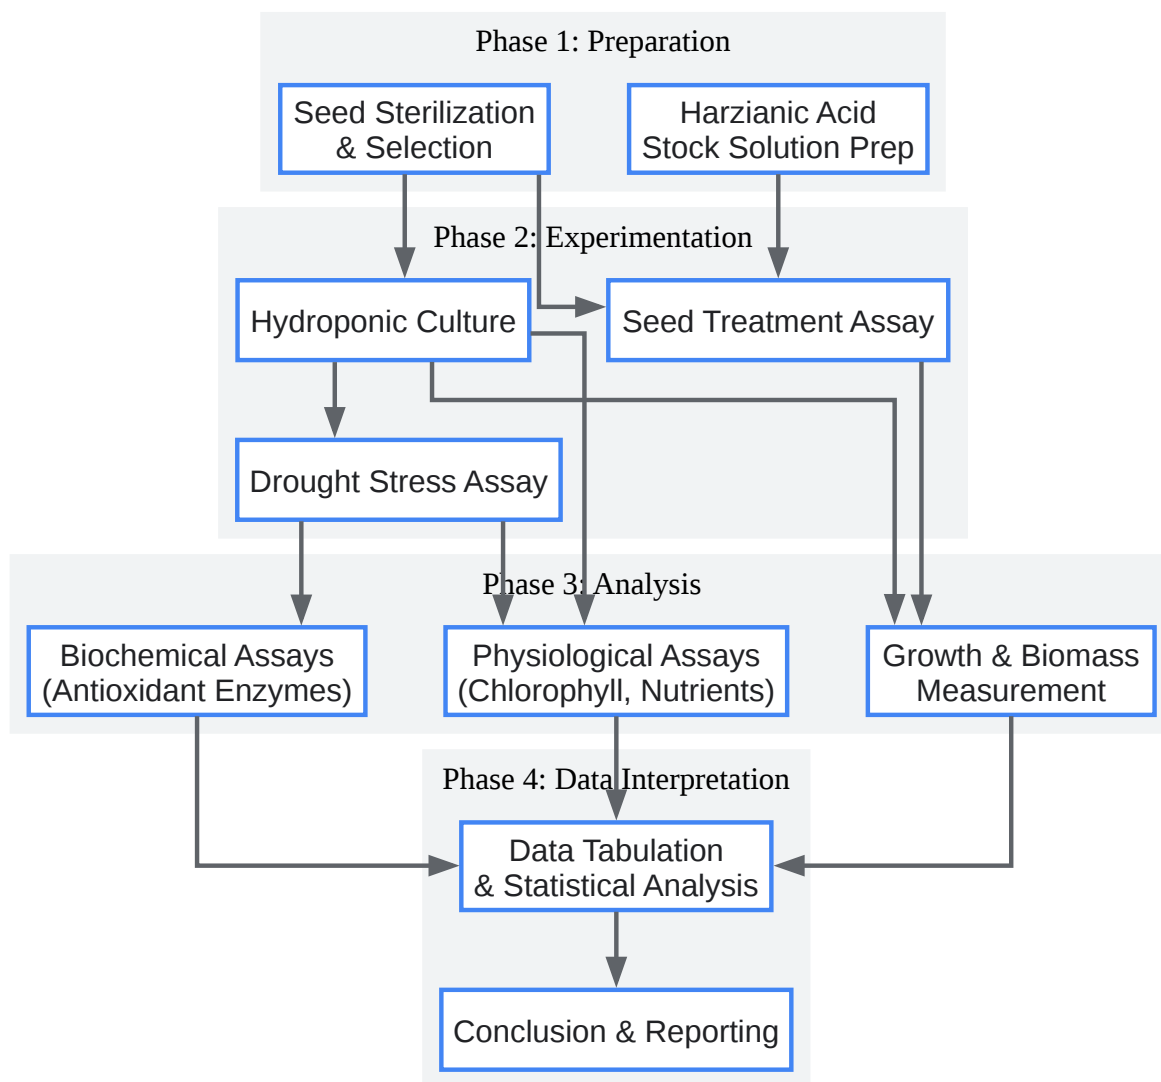 Phase 1: Preparation
Seed Sterilization
& Selection
Harzianic Acid
Stock Solution Prep
Phase 2: Experimentation
Hydroponic Culture
Seed Treatment Assay
Drought Stress Assay
Phase 3: Analysis
Biochemical Assays
(Antioxidant Enzymes)
Physiological Assays
(Chlorophyll, Nutrients)
Growth & Biomass
Measurement
Phase 4: Data Interpretation
Data Tabulation
& Statistical Analysis
Conclusion & Reporting